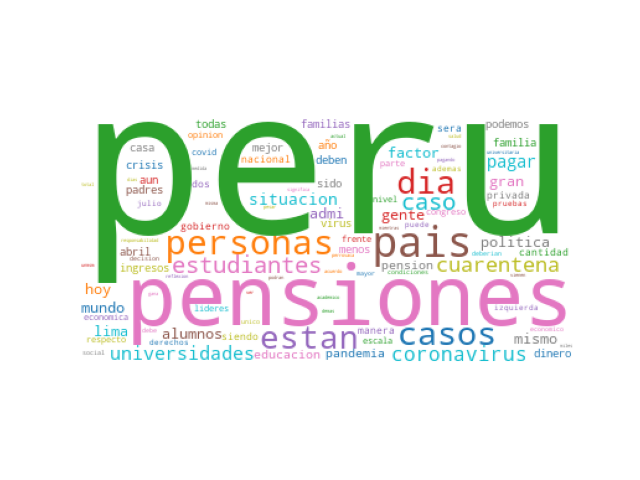 peru
todas
familias
sera
podemos
opinion
casa
covid
mejor
año
familia
crisis
nacional
deben
factor
pagar
aun
padres
dos
sido
parte
ademas
gran
dia
nivel
privada
julio
situacion
caso
pruebas
admi
gente
congreso
gobierno
virus
puede
personas
frente
pais
politica
abril
menos
decision
deberian
cantidad
ingresos
estudiantes
pension
cuarentena
hoy
pensiones
mayor
condiciones
mundo
lideres
izquierda
economica
unico
lima
alumnos
siendo
estan
manera
casos
economico
respecto
debe
derechos
escala
mismo
social
universidades
educacion
pandemia
coronavirus
dinero